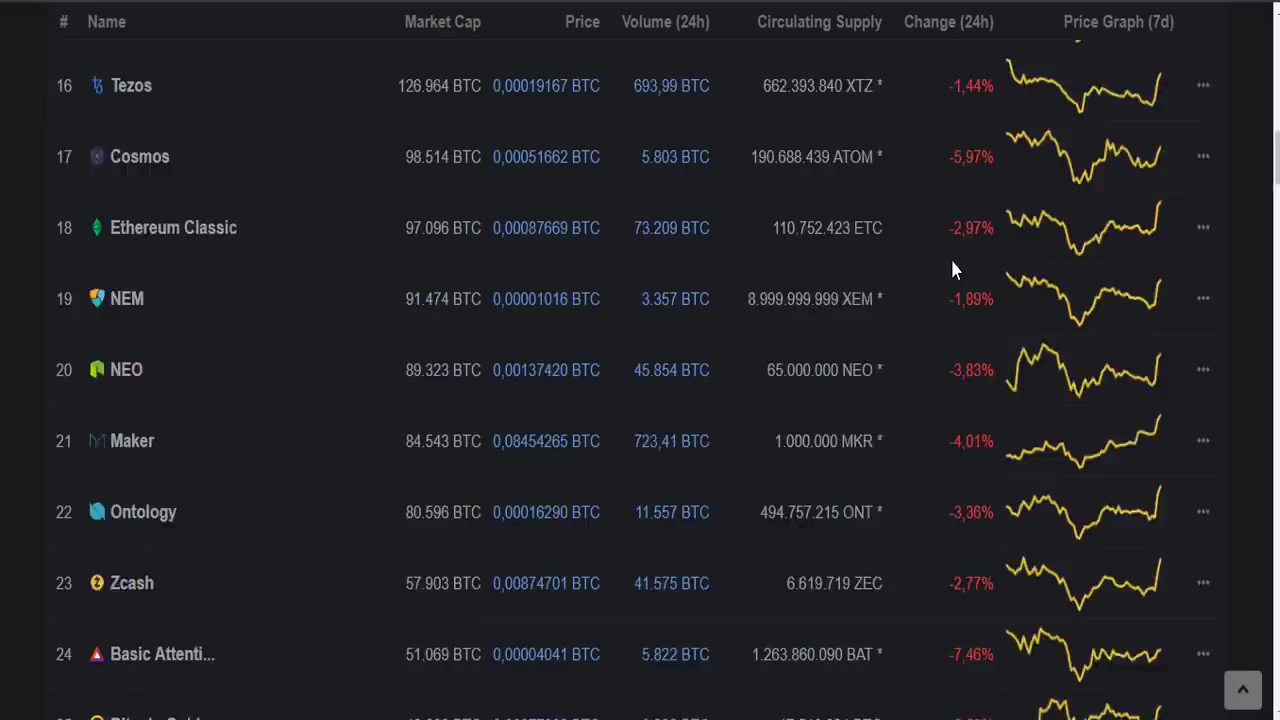 # Name Market Cap Price Volume (24h) Circulating Supply Change (24h) Price Graph (7d)
16 Tezos 126.964 BTC 0,00019167 BTC 693,99 BTC 662.393.840 XTZ * -1,44%
17 Cosmos 98.514 BTC 0,00051662 BTC 5.803 BTC 190.688.439 ATOM * -5,97%
18 Ethereum Classic 97.096 BTC 0,00087669 BTC 73.209 BTC 110.752.423 ETC -2,97%
19 NEM 91.474 BTC 0,00001016 BTC 3.357 BTC 8.999.999.999 XEM * -1,89%
20 NEO 89.323 BTC 0,00137420 BTC 45.854 BTC 65.000.000 NEO * -3,83%
21 Maker 84.543 BTC 0,08454265 BTC 723,41 BTC 1.000.000 MKR * -4,01%
22 Ontology 80.596 BTC 0,00016290 BTC 11.557 BTC 494.757.215 ONT * -3,36%
23 Zcash 57.903 BTC 0,00874701 BTC 41.575 BTC 6.619.719 ZEC -2,77%
24 Basic Attenti... 51.069 BTC 0,00004041 BTC 5.822 BTC 1.263.860.090 BAT * -7,46%